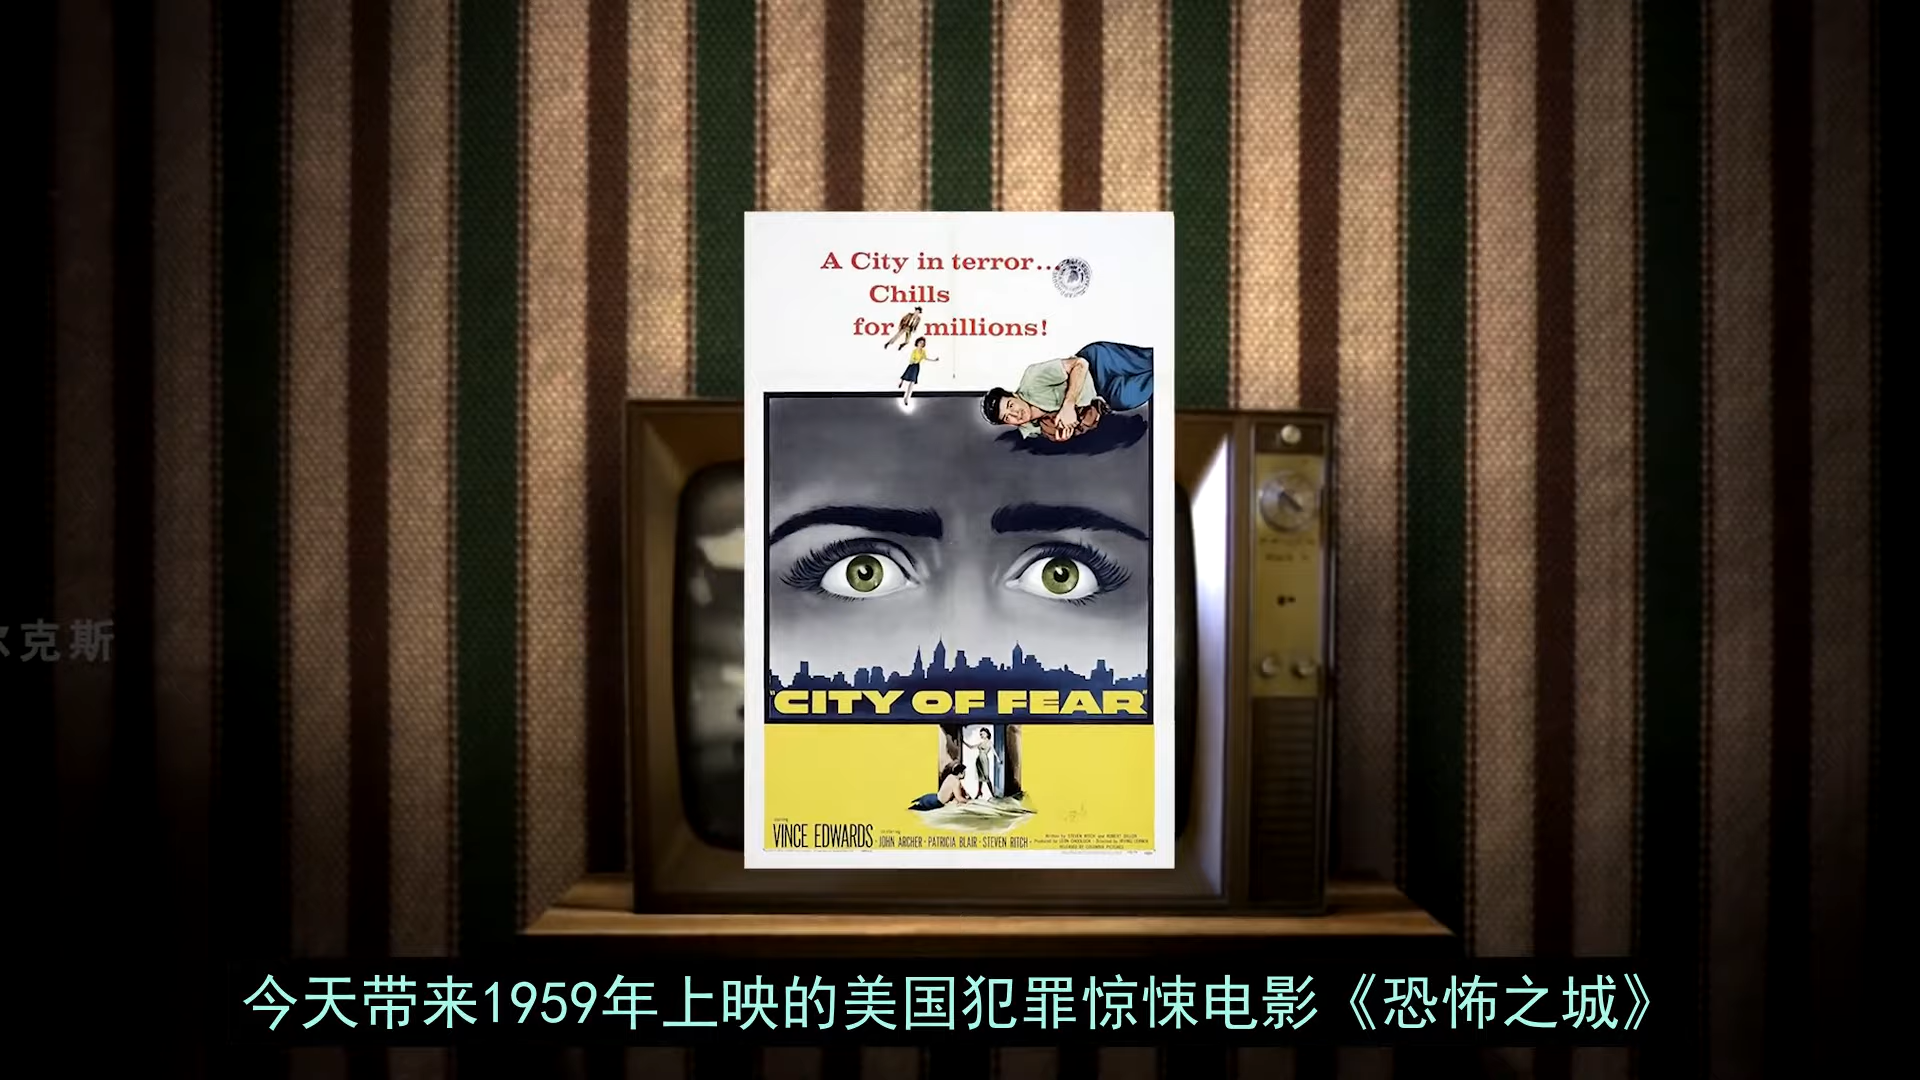 A City in terror...
Chills
for millions!
克斯
"CITY OF FEAR"
VINCE EDWARDS
JOHN ARCHER · PATRICIA BLAIR · STEVEN RITCH
今天带来1959年上映的美国犯罪惊悚电影《恐怖之城》